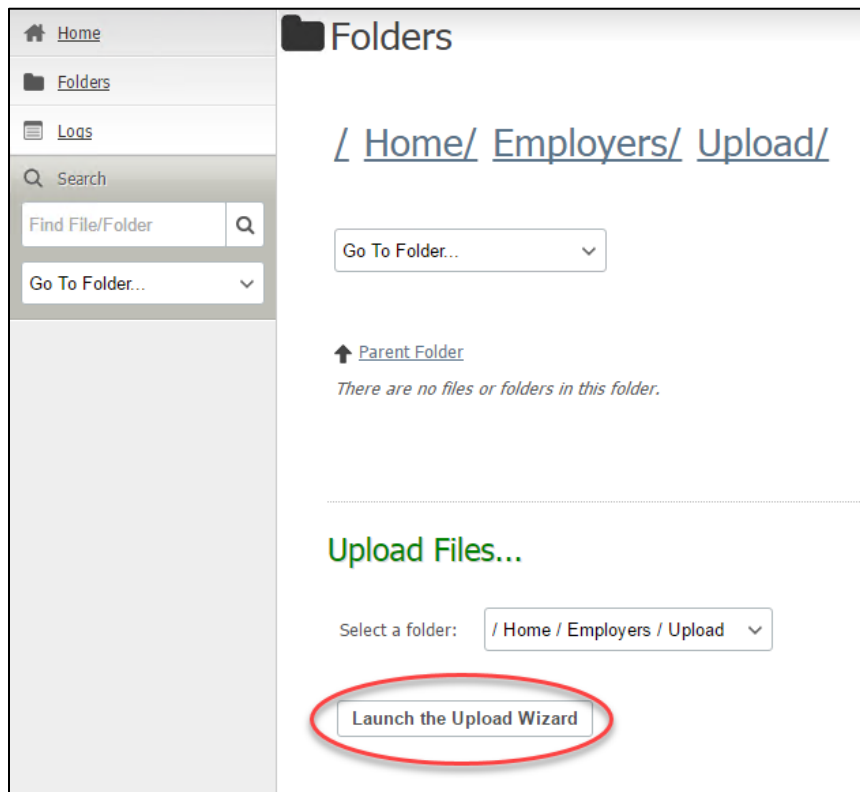 Home
Folders
Logs
Search
Find File/Folder
Go To Folder...
Folders
/ Home/ Employers/ Upload/
Go To Folder...
Parent Folder
There are no files or folders in this folder.
Upload Files...
Select a folder: / Home / Employers / Upload
Launch the Upload Wizard